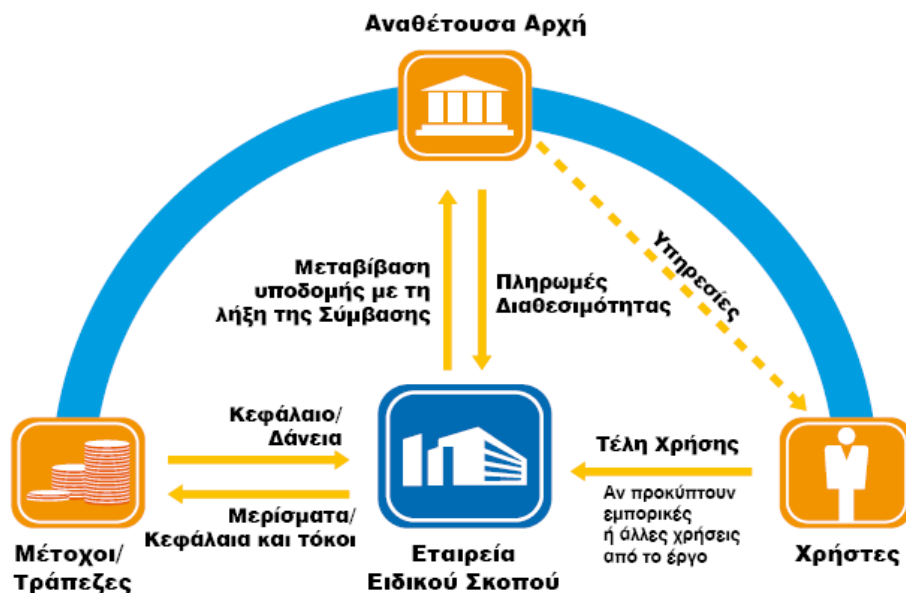 Αναθέτουσα Αρχή
Μεταβίβαση
υποδομής με τη
λήξη της Σύμβασης
Πληρωμές
Διαθεσιμότητας
Υπηρεσίες
Κεφάλαιο/
Δάνεια
Μερίσματα/
Κεφάλαια και τόκοι
Τέλη Χρήσης
Αν προκύπτουν
εμπορικές
ή άλλες χρήσεις
από το έργο
Μέτοχοι/
Τράπεζες
Εταιρεία
Ειδικού Σκοπού
Χρήστες